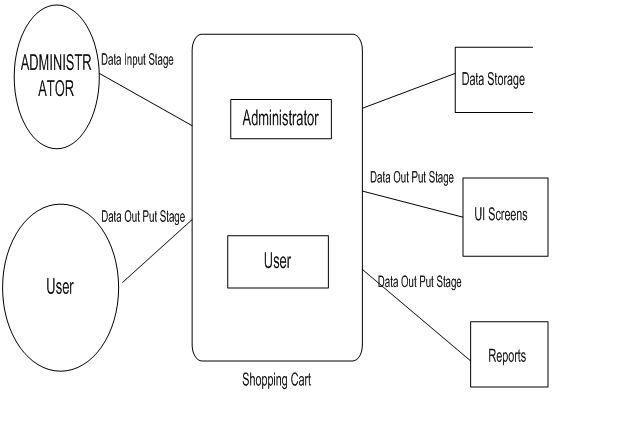 ADMINISTR
ATOR
Data Input Stage
Administrator
Data Storage
Data Out Put Stage
UI Screens
Data Out Put Stage
User
User
Data Out Put Stage
Reports
Shopping Cart